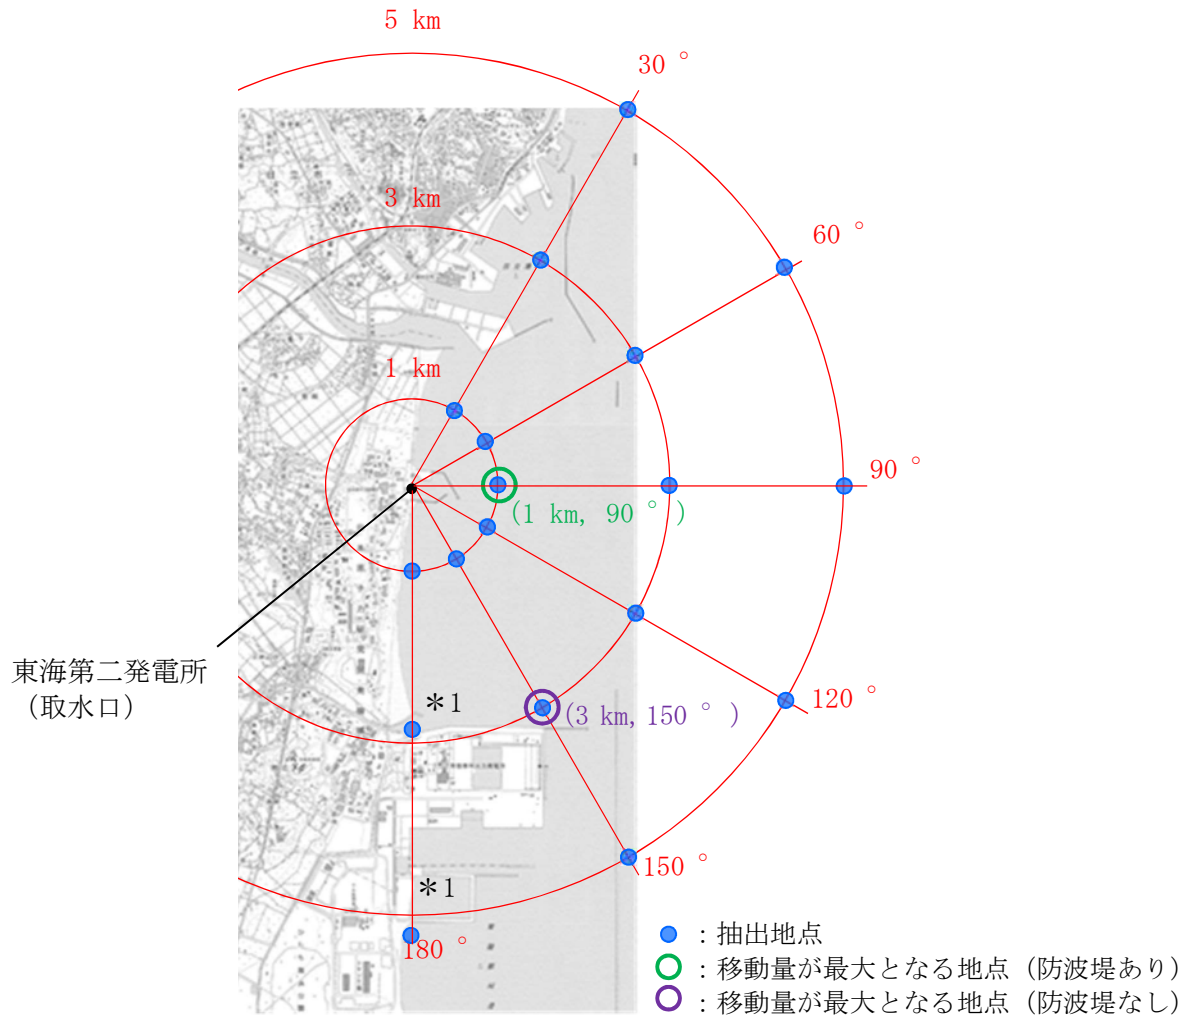 5 km
30 °
3 km
60 °
1 km
90 °
(1 km, 90 °)
東海第二発電所
（取水口）
＊1
(3 km, 150 °)
120 °
150 °
＊1
180 °
：抽出地点
：移動量が最大となる地点（防波堤あり）
：移動量が最大となる地点（防波堤なし）